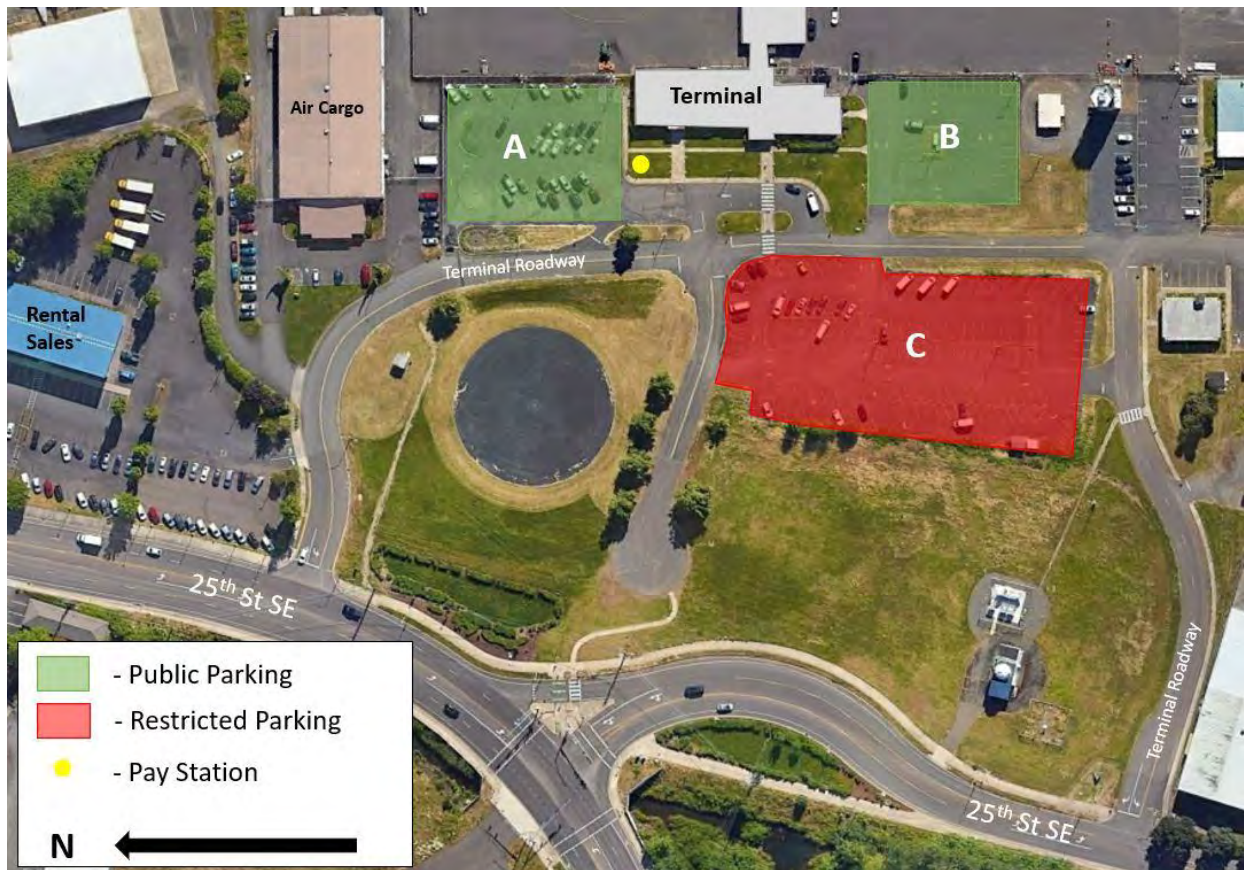 Air Cargo
Terminal
A
B
Rental
Sales
Terminal Roadway
C
25th St SE
Terminal Roadway
25th St SE
- Public Parking
- Restricted Parking
- Pay Station
N